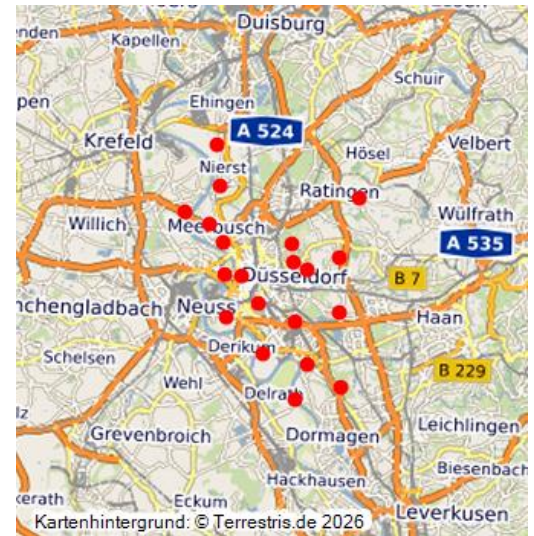 Duisburg
enden
Kapellen
Schuir
pen
Ehingen
A 524
Krefeld
Velbert
Hösel
Nierst
Ratingen
Willich
Meerbusch
Wülfrath
A 535
Düsseldorf
B 7
nchengladbach
Neuss
Haan
Schelsen
Derikum
Wehl
B 229
Delrath
Leichlingen
Grevenbroich
Dormagen
Biesenbach
Hackhausen
kerath
Eckum
Leverkusen
Kartenhintergrund: © Terrestris.de 2026